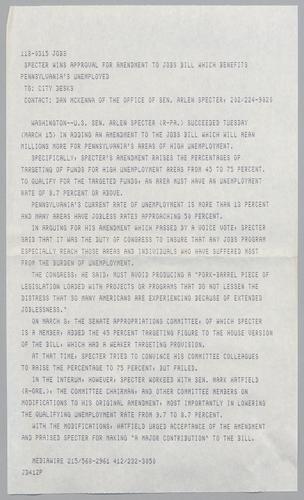 118-0315 JOBS
SPECTER WINS APPROVAL FOR AMENDMENT TO JOBS BILL WHICH BENEFITS
PENNSYLVANIA'S UNEMPLOYED
TO: CITY DESKS
CONTACT: DAN MCKENNA OF THE OFFICE OF SEN. ARLEN SPECTER, 202/224-9020
WASHINGTON--U.S. SEN. ARLEN SPECTER (R-PA.) SUCCEEDED TUESDAY
(MARCH 15) IN ADDING AN AMENDMENT TO THE JOBS BILL WHICH WILL MEAN
MILLIONS MORE FOR PENNSYLVANIA'S AREAS OF HIGH UNEMPLOYMENT.
SPECIFICALLY, SPECTER'S AMENDMENT RAISES THE PERCENTAGES OF
TARGETING OF FUNDS FOR HIGH UNEMPLOYMENT AREAS FROM 45 TO 75 PERCENT.
TO QUALIFY FOR THE TARGETED FUNDS, AN AREA MUST HAVE AN UNEMPLOYMENT
RATE OF 8.7 PERCENT OR ABOVE.
PENNSYLVANIA'S CURRENT RATE OF UNEMPLOYMENT IS MORE THAN 13 PERCENT
AND MANY AREAS HAVE JOBLESS RATES APPROACHING 50 PERCENT.
IN ARGUING FOR HIS AMENDMENT WHICH PASSED BY A VOICE VOTE, SPECTER
SAID THAT IT WAS THE DUTY OF CONGRESS TO INSURE THAT ANY JOBS PROGRAM
ESPECIALLY REACH THOSE AREAS AND INDIVIDUALS WHO HAVE SUFFERED MOST
FROM THE BURDEN OF UNEMPLOYMENT.
THE CONGRESS, HE SAID, MUST AVOID PRODUCING A 'PORK-BARREL PIECE OF
LEGISLATION LOADED WITH PROJECTS OR PROGRAMS THAT DO NOT LESSEN THE
DISTRESS THAT SO MANY AMERICANS ARE EXPERIENCING BECAUSE OF EXTENDED
JOBLESSNESS.'
ON MARCH 8, THE SENATE APPROPRIATIONS COMMITTEE, OF WHICH SPECTER
IS A MEMBER, ADDED THE 45 PERCENT TARGETING FIGURE TO THE HOUSE VERSION
OF THE BILL, WHICH HAD A WEAKER TARGETING PROVISION.
AT THAT TIME, SPECTER TRIED TO CONVINCE HIS COMMITTEE COLLEAGUES
TO RAISE THE PERCENTAGE TO 75 PERCENT, BUT FAILED.
IN THE INTERUM, HOWEVER, SPECTER WORKEED WITH SEN. MARK HATFIELD
(R-ORE.), THE COMMITTEE CHAIRMAN, AND OTHER COMMITTEE MEMBERS ON
MODIFICATIONS TO HIS ORIGINAL AMENDMENT, MOST IMPORTANTLY IN LOWERING
THE QUALIFYING UNEMPLOYMENT RATE FROM 9.7 TO 8.7 PERCENT.
WITH THE MODIFICATIONS, HATFIELD URGED ACCEPTANCE OF THE AMENDMENT
AND PRAISED SPECTER FOR MAKING 'A MAJOR CONTRIBUTION' TO THE BILL.
MEDIAWIRE 215/568-2961 412/232-3050
JD412P